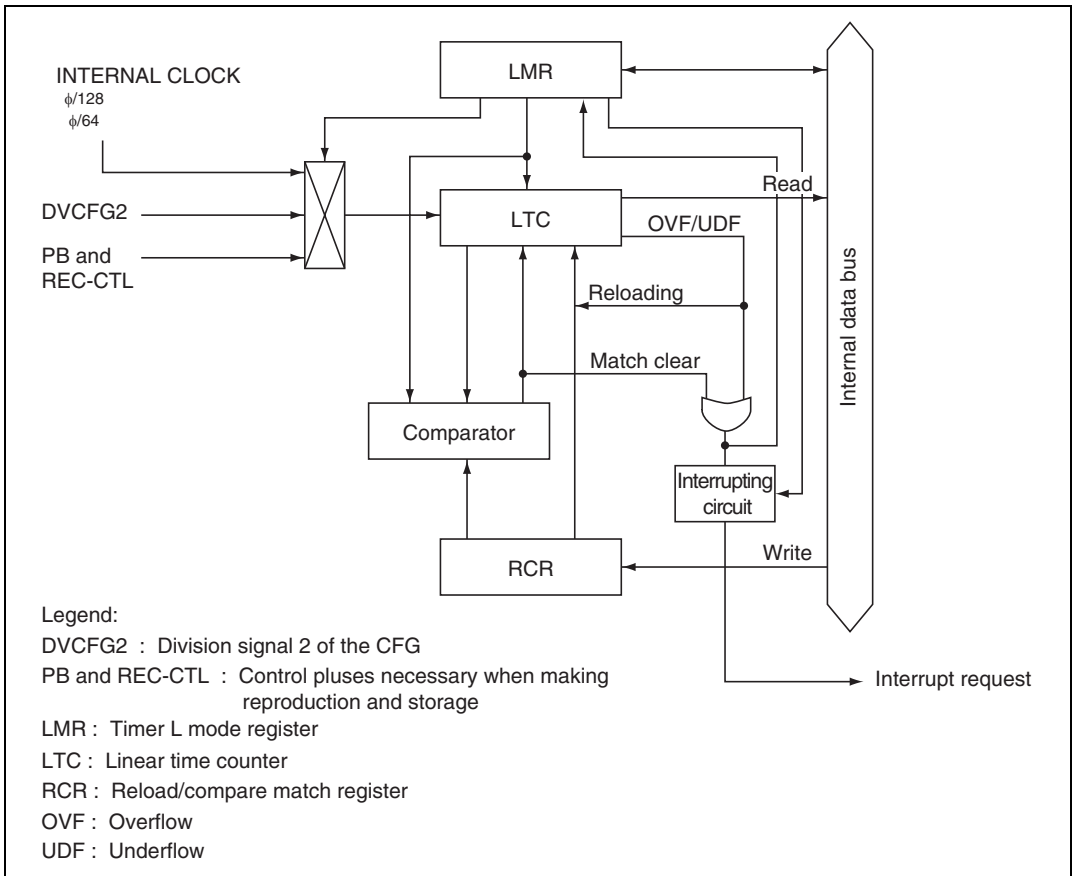 INTERNAL CLOCK
ϕ/128
ϕ/64
DVCFG2
PB and
REC-CTL
LMR
LTC
Read
OVF/UDF
Reloading
Match clear
Comparator
Interrupting
circuit
RCR
Write
Internal data bus
Interrupt request
Legend:
DVCFG2 : Division signal 2 of the CFG
PB and REC-CTL : Control pluses necessary when making
reproduction and storage
LMR : Timer L mode register
LTC : Linear time counter
RCR : Reload/compare match register
OVF : Overflow
UDF : Underflow